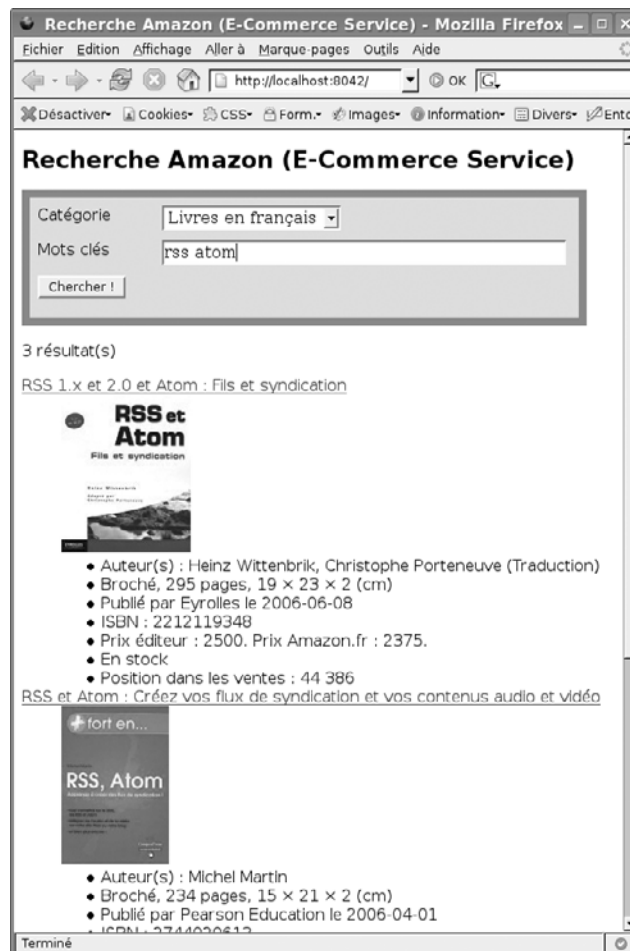 Recherche Amazon (E-Commerce Service) - Mozilla Firefox
Fichier Edition Affichage Aller à Marque-pages Outils Aide
http://localhost:8042/ OK G
Désactiver Cookies CSS Form. Images Information Divers Ento
Recherche Amazon (E-Commerce Service)
Catégorie Livres en français
Mots clés rss atom
Chercher !
3 résultat(s)
RSS 1.x et 2.0 et Atom : Fils et syndication
RSS et
Atom
Fils et syndication
Heinz Wittenbrik
• Auteur(s) : Heinz Wittenbrik, Christophe Porteneuve (Traduction)
• Broché, 295 pages, 19 × 23 × 2 (cm)
• Publié par Eyrolles le 2006-06-08
• ISBN : 2212119348
• Prix éditeur : 2500. Prix Amazon.fr : 2375.
• En stock
• Position dans les ventes : 44 386
RSS et Atom : Créez vos flux de syndication et vos contenus audio et vidéo
+ fort en...
RSS, Atom
• Auteur(s) : Michel Martin
• Broché, 234 pages, 15 × 21 × 2 (cm)
• Publié par Pearson Education le 2006-04-01
• ISBN : 2744020613
Terminé